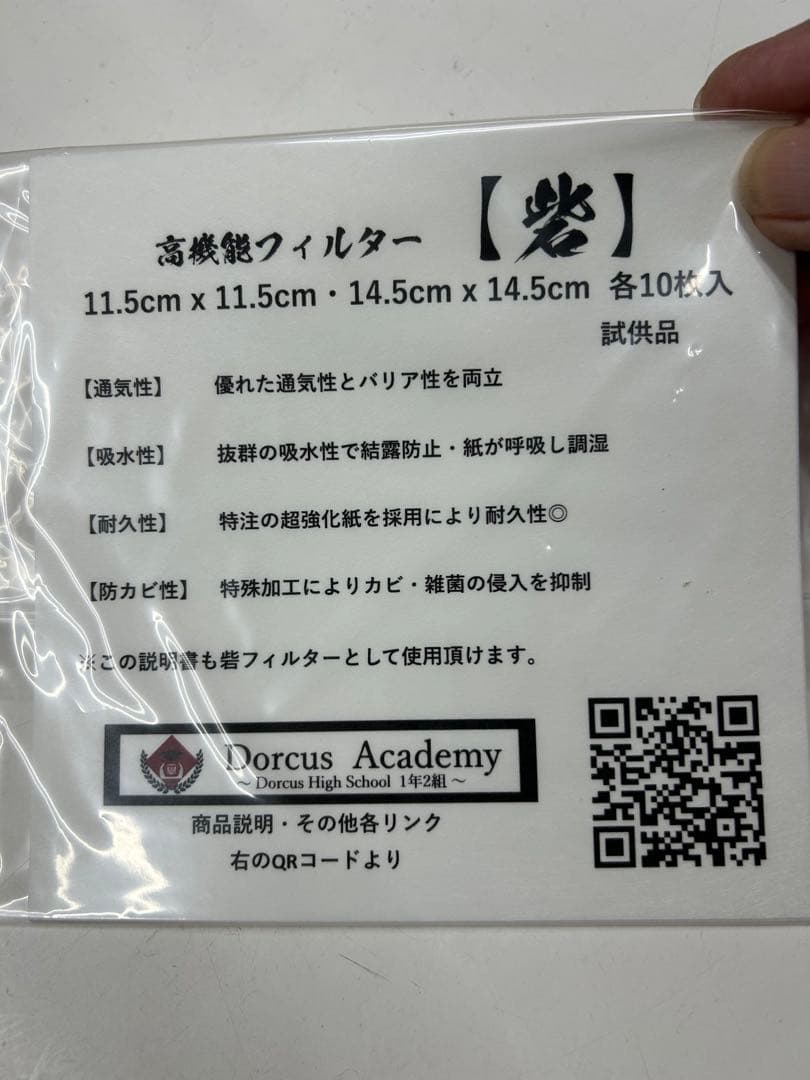 高機能フィルター 【砦】
11.5cm x 11.5cm・14.5cm x 14.5cm 各10枚入
試供品
【通気性】 優れた通気性とバリア性を両立
【吸水性】 抜群の吸水性で結露防止・紙が呼吸し調湿
【耐久性】 特注の超強化紙を採用により耐久性◎
【防カビ性】 特殊加工によりカビ・雑菌の侵入を抑制
※この説明書も砦フィルターとして使用頂けます。
Dorcus Academy
～ Dorcus High School 1年2組 ～
商品説明・その他各リンク
右のQRコードより